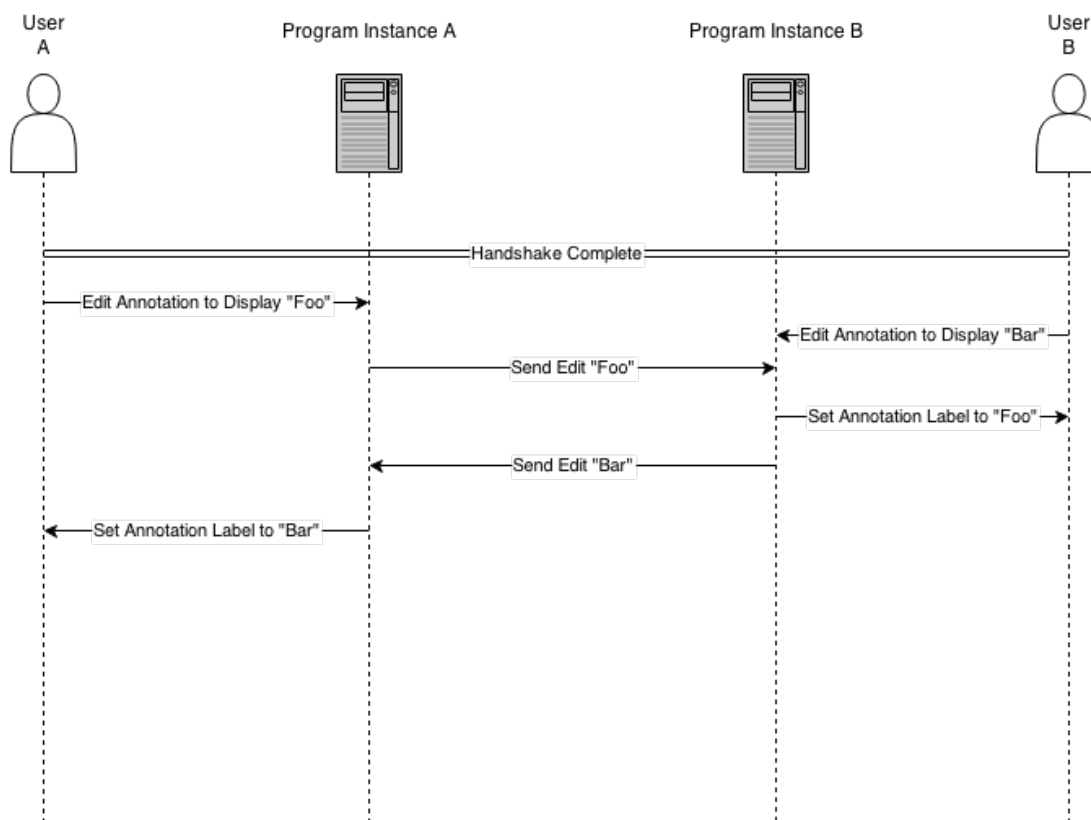 User
A
Program Instance A
Program Instance B
User
B
Handshake Complete
Edit Annotation to Display "Foo"
Edit Annotation to Display "Bar"
Send Edit "Foo"
Set Annotation Label to "Foo"
Send Edit "Bar"
Set Annotation Label to "Bar"